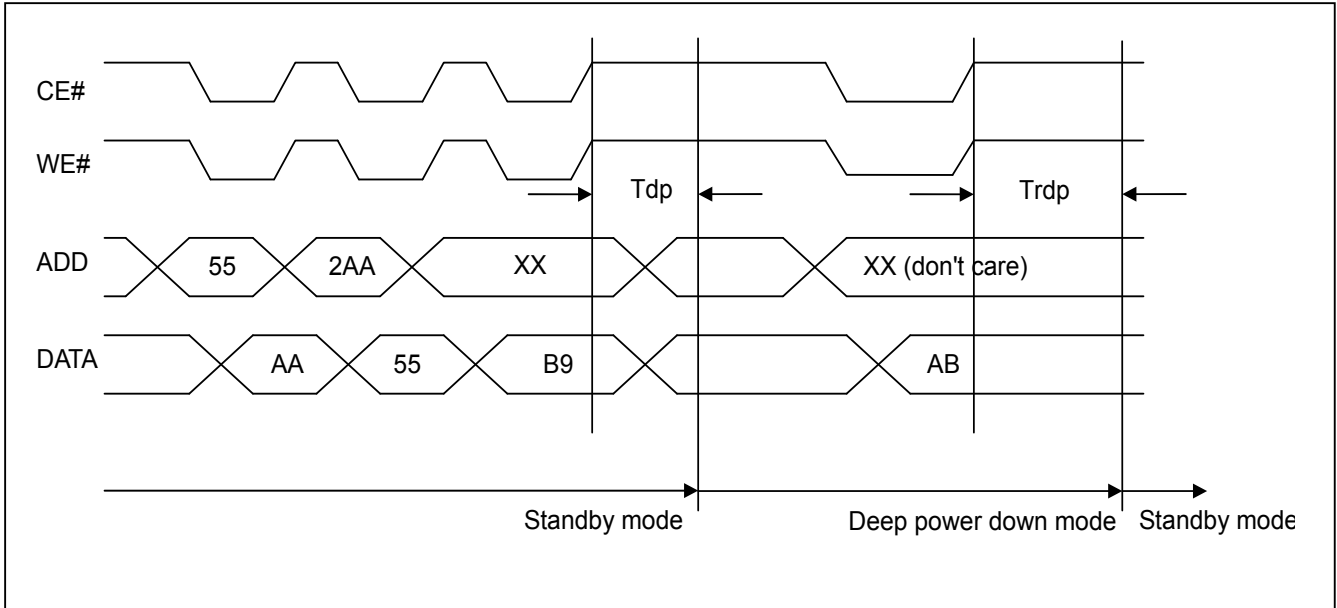 CE#
WE#
Tdp
Trdp
ADD
55
2AA
XX
XX (don't care)
DATA
AA
55
B9
AB
Standby mode
Deep power down mode
Standby mode